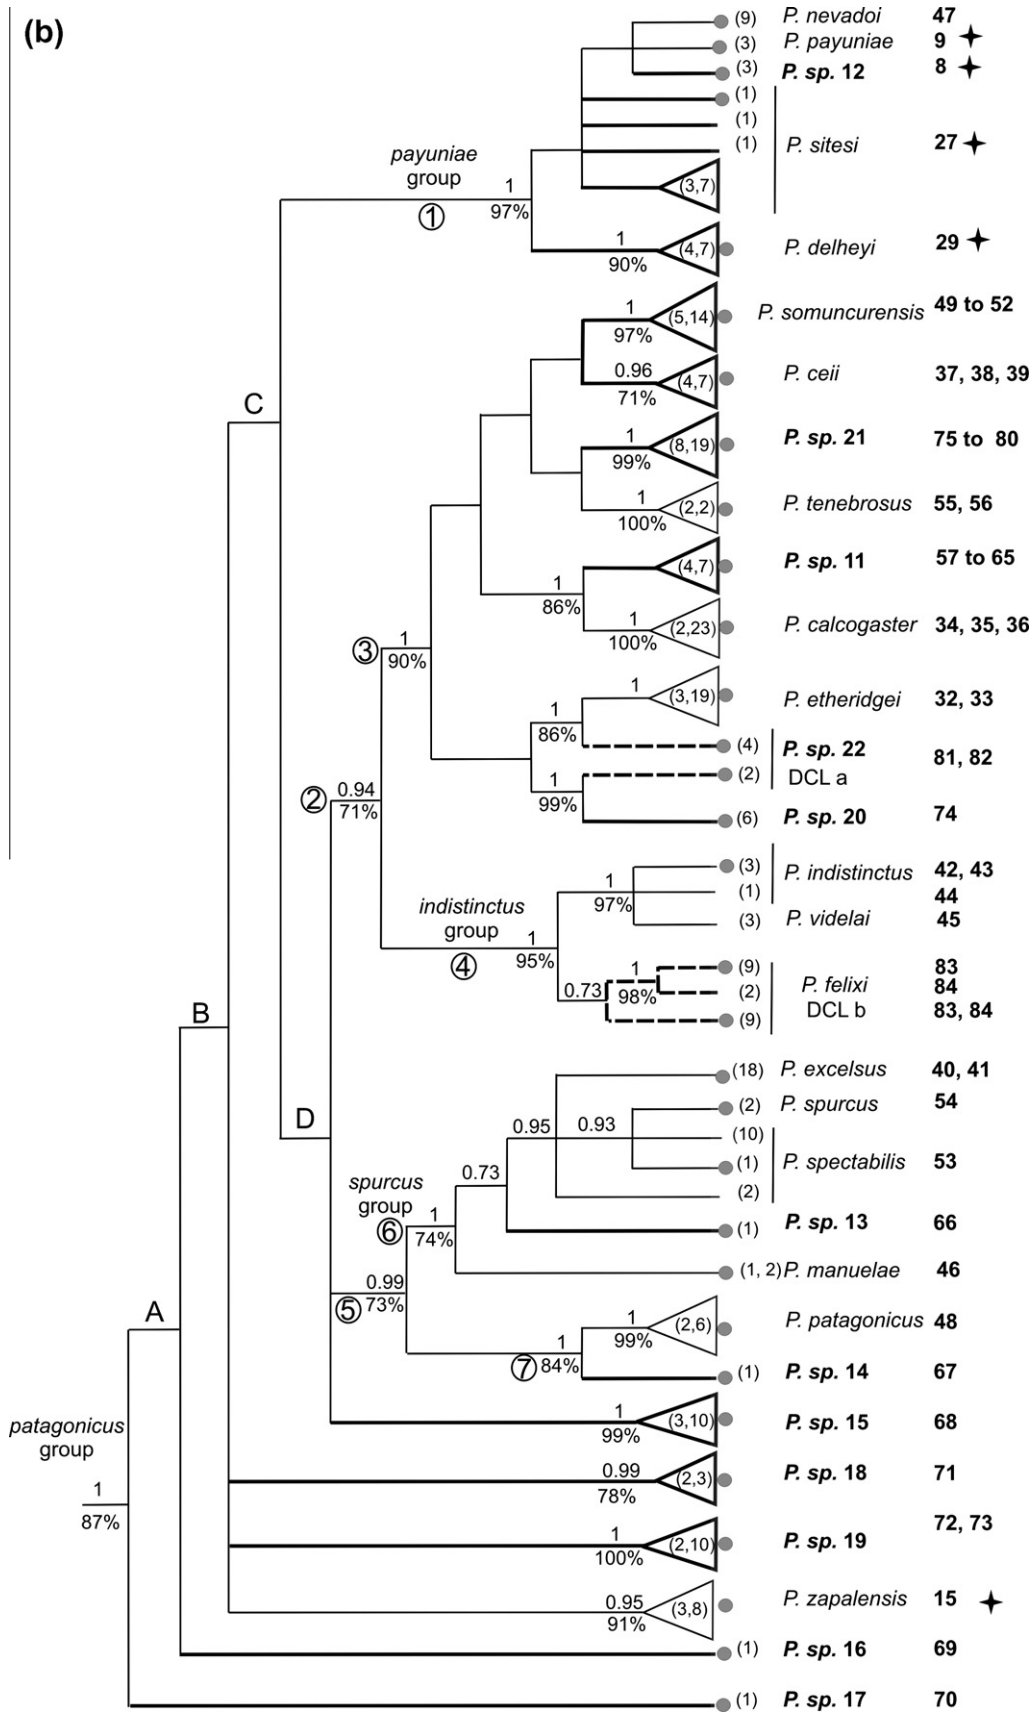 (b)
(9) P. nevadoi 47
(3) P. payuniae 9
(3) P. sp. 12 8
(1)
(1)
(1) P. sitesi 27
(3,7)
payuniae
group
1
97%
1
1
90%
(4,7) P. delheyi 29
1
97%
(5,14) P. somuncurensis 49 to 52
0.96
71%
(4,7) P. ceii 37, 38, 39
C
1
99%
(8,19) P. sp. 21 75 to 80
1
100%
(2,2) P. tenebrosus 55, 56
(4,7) P. sp. 11 57 to 65
1
86%
1
100%
(2,23) P. calcogaster 34, 35, 36
3
1
90%
1
(3,19) P. etheridgei 32, 33
1
86%
(4) P. sp. 22
81, 82
(2) DCL a
1
99%
(6) P. sp. 20 74
2
0.94
71%
(3) P. indistinctus 42, 43
(1) 44
1
97%
(3) P. videlai 45
indistinctus
group
4
1
95%
(9) 83
1
98%
(2) P. felixi 84
0.73
(9) DCL b 83, 84
B
(18) P. excelsus 40, 41
(2) P. spurcus 54
0.95
0.93
(10)
(1) P. spectabilis 53
(2)
D
0.73
spurcus
group
6
1
74%
(1) P. sp. 13 66
(1, 2) P. manuelae 46
0.99
5
73%
1
99%
(2,6) P. patagonicus 48
1
7
84%
(1) P. sp. 14 67
A
1
99%
(3,10) P. sp. 15 68
patagonicus
group
1
87%
0.99
78%
(2,3) P. sp. 18 71
1
100%
(2,10) P. sp. 19 72, 73
0.95
91%
(3,8) P. zapalensis 15
(1) P. sp. 16 69
(1) P. sp. 17 70